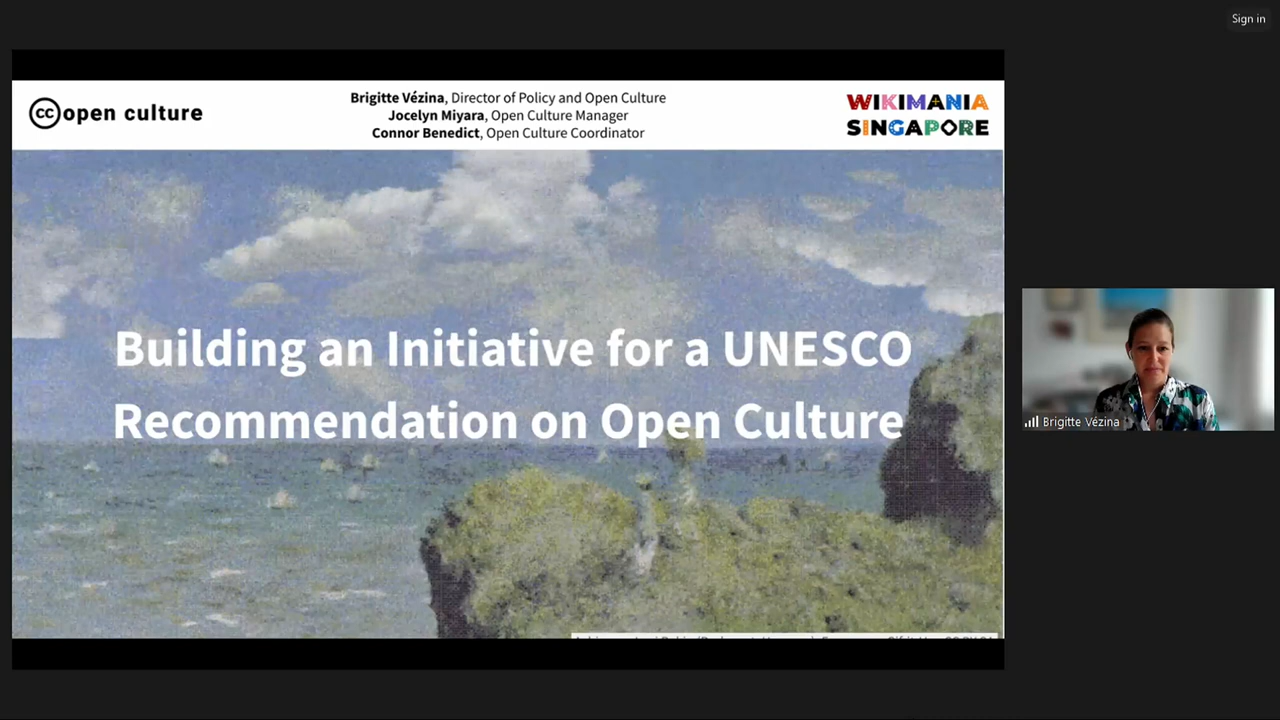 Sign in
cc open culture
Brigitte Vézina, Director of Policy and Open Culture
Jocelyn Miyara, Open Culture Manager
Connor Benedict, Open Culture Coordinator
WIKIMANIA
SINGAPORE
Building an Initiative for a UNESCO
Recommendation on Open Culture
Brigitte Vézina